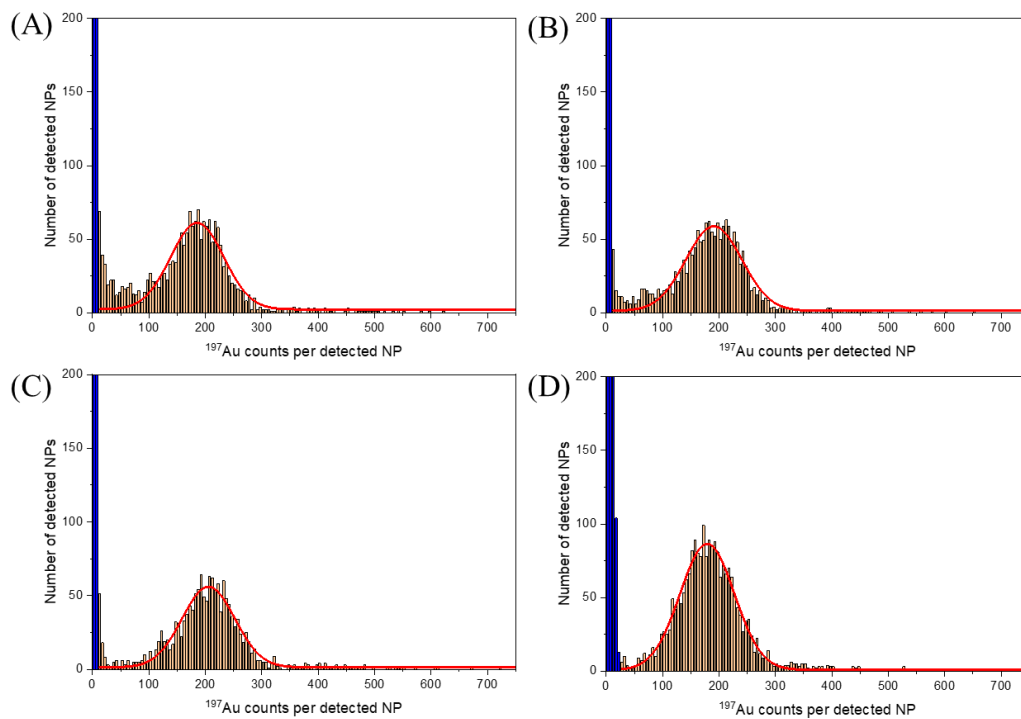 (A)
Number of detected NPs
200
150
100
50
0
0 100 200 300 400 500 600 700
¹⁹⁷Au counts per detected NP
(B)
Number of detected NPs
200
150
100
50
0
0 100 200 300 400 500 600 700
¹⁹⁷Au counts per detected NP
(C)
Number of detected NPs
200
150
100
50
0
0 100 200 300 400 500 600 700
¹⁹⁷Au counts per detected NP
(D)
Number of detected NPs
200
150
100
50
0
0 100 200 300 400 500 600 700
¹⁹⁷Au counts per detected NP